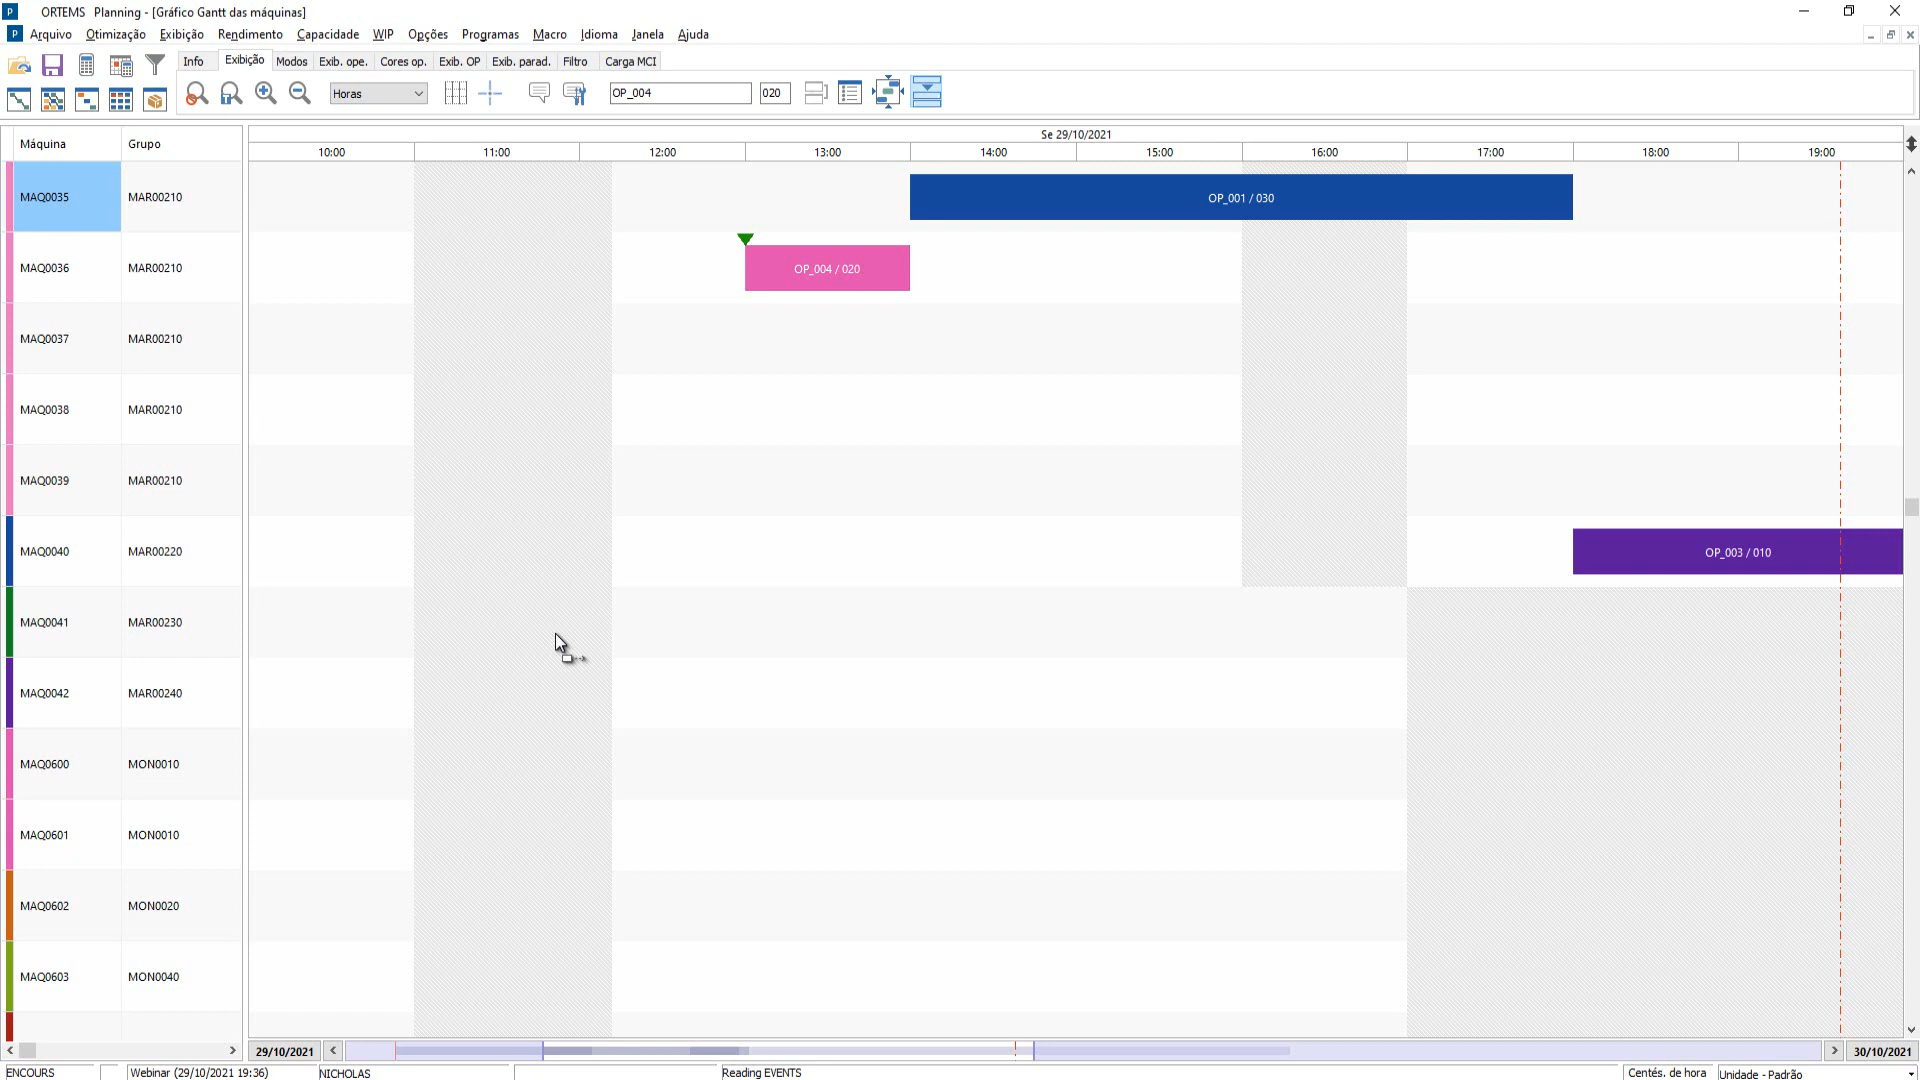 ORTEMS Planning - [Gráfico Gantt das máquinas]
Arquivo Otimização Exibição Rendimento Capacidade WIP Opções Programas Macro Idioma Janela Ajuda
Info Exibição Modos Exib. ope. Cores op. Exib. OP Exib. parad. Filtro Carga MCI
Horas OP_004 020
Máquina Grupo
Se 29/10/2021
10:00 11:00 12:00 13:00 14:00 15:00 16:00 17:00 18:00 19:00
MAQ0035 MAR00210 OP_001 / 030
MAQ0036 MAR00210 OP_004 / 020
MAQ0037 MAR00210
MAQ0038 MAR00210
MAQ0039 MAR00210
MAQ0040 MAR00220 OP_003 / 010
MAQ0041 MAR00230
MAQ0042 MAR00240
MAQ0600 MON0010
MAQ0601 MON0010
MAQ0602 MON0020
MAQ0603 MON0040
29/10/2021 30/10/2021
ENCOURS Webinar (29/10/2021 19:36) NICHOLAS Reading EVENTS Centés. de hora Unidade - Padrão